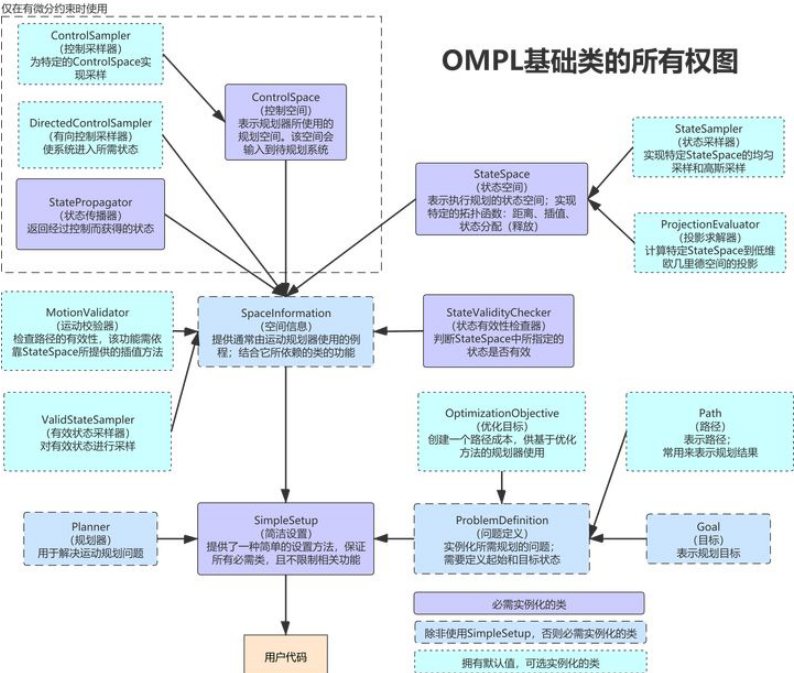 仅在有微分约束时使用
OMPL基础类的所有权图
ControlSampler
（控制采样器）
为特定的ControlSpace实
现采样
ControlSpace
（控制空间）
表示规划器所使用的
规划空间。该空间会
输入到待规划系统
DirectedControlSampler
（有向控制采样器）
使系统进入所需状态
StatePropagator
（状态传播器）
返回经过控制而获得的状态
StateSpace
（状态空间）
表示执行规划的状态空间；实现
特定的拓扑函数：距离、插值、
状态分配（释放）
StateSampler
（状态采样器）
实现特定StateSpace的均匀
采样和高斯采样
ProjectionEvaluator
（投影求解器）
计算特定StateSpace到低维
欧几里德空间的投影
MotionValidator
（运动校验器）
检查路径的有效性，该功能需依
靠StateSpace所提供的插值方法
SpaceInformation
（空间信息）
提供通常由运动规划器使用的例
程；结合它所依赖的类的功能
StateValidityChecker
（状态有效性检查器）
判断StateSpace中所指定的
状态是否有效
ValidStateSampler
（有效状态采样器）
对有效状态进行采样
OptimizationObjective
（优化目标）
创建一个路径成本，供基于优化
方法的规划器使用
Path
（路径）
表示路径；
常用来表示规划结果
Planner
（规划器）
用于解决运动规划问题
SimpleSetup
（简洁设置）
提供了一种简单的设置方法，保证
所有必需类，且不限制相关功能
ProblemDefinition
（问题定义）
实例化所需规划的问题；
需要定义起始和目标状态
Goal
（目标）
表示规划目标
用户代码
必需实例化的类
除非使用SimpleSetup，否则必需实例化的类
拥有默认值，可选实例化的类